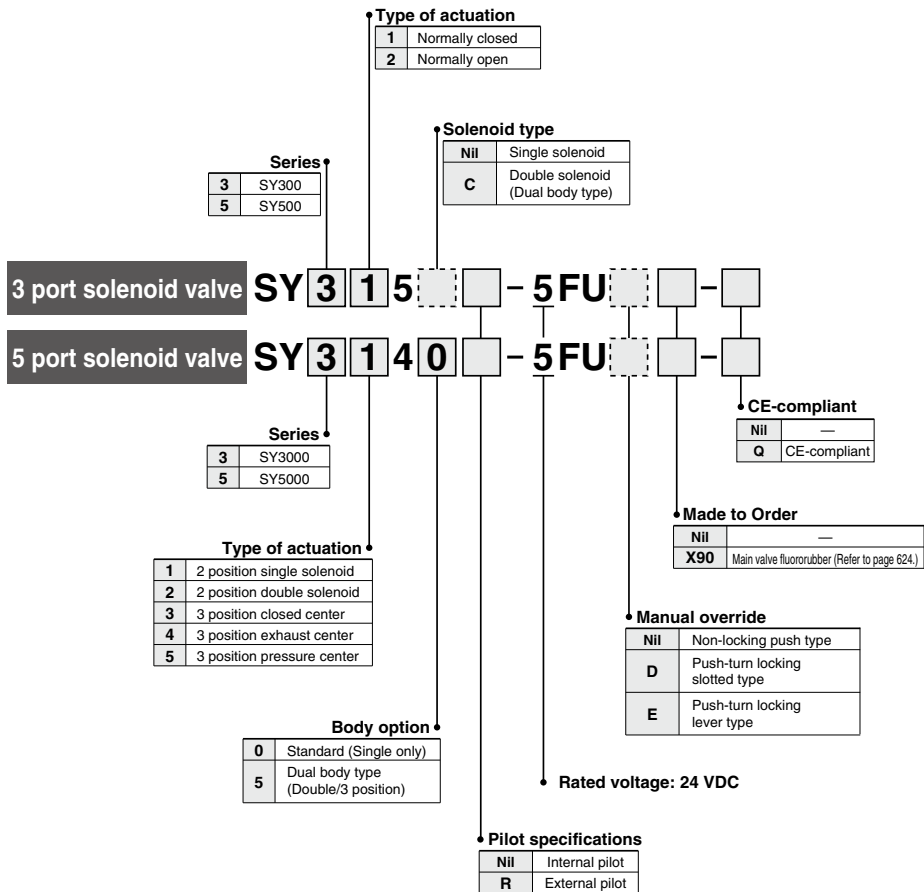 Type of actuation
1 Normally closed
2 Normally open
Solenoid type
Nil Single solenoid
C Double solenoid
(Dual body type)
Series
3 SY300
5 SY500
3 port solenoid valve SY 3 1 5 - 5 FU -
5 port solenoid valve SY 3 1 4 0 - 5 FU -
CE-compliant
Nil —
Q CE-compliant
Series
3 SY3000
5 SY5000
Made to Order
Nil —
X90 Main valve fluororubber (Refer to page 624.)
Type of actuation
1 2 position single solenoid
2 2 position double solenoid
3 3 position closed center
4 3 position exhaust center
5 3 position pressure center
Manual override
Nil Non-locking push type
D Push-turn locking
slotted type
E Push-turn locking
lever type
Body option
0 Standard (Single only)
5 Dual body type
(Double/3 position)
Rated voltage: 24 VDC
Pilot specifications
Nil Internal pilot
R External pilot